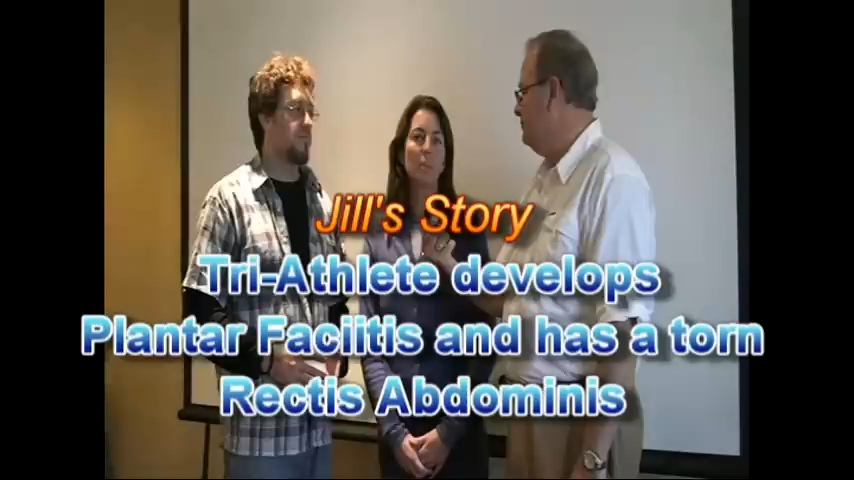 Jill's Story
Tri-Athlete develops
Plantar Faciitis and has a torn
Rectis Abdominis